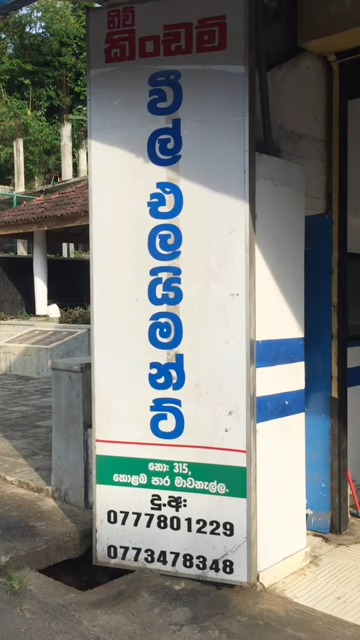 නිව්
කිංඩම්
වීල් එලයිමන්ට්
නො: 315,
කොළඹ පාර මාවනැල්ල.
දු.අ:
0777801229
0773478348